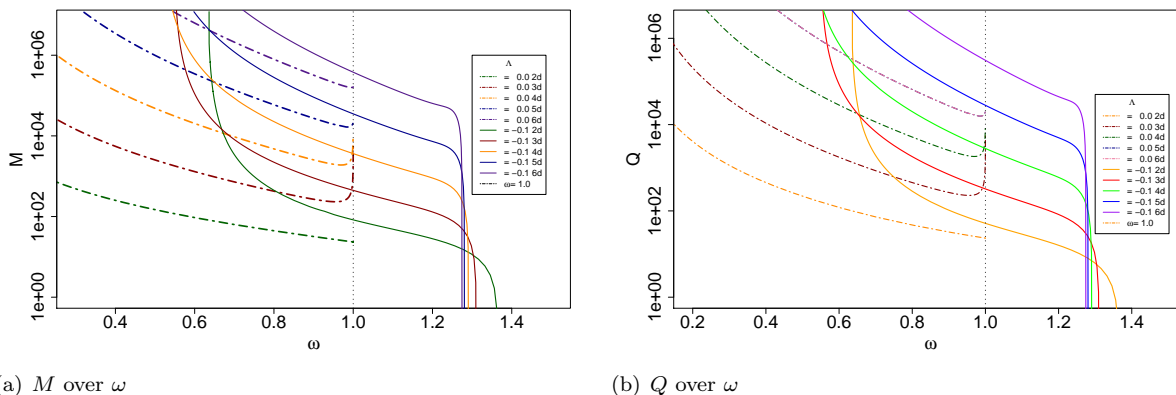 M
1e+00 1e+02 1e+04 1e+06
0.4 0.6 0.8 1.0 1.2 1.4
ω
Λ
= 0.0 2d
= 0.0 3d
= 0.0 4d
= 0.0 5d
= 0.0 6d
= −0.1 2d
= −0.1 3d
= −0.1 4d
= −0.1 5d
= −0.1 6d
ω= 1.0
(a) M over ω
Q
1e+00 1e+02 1e+04 1e+06
0.2 0.4 0.6 0.8 1.0 1.2 1.4
ω
Λ
= 0.0 2d
= 0.0 3d
= 0.0 4d
= 0.0 5d
= 0.0 6d
= −0.1 2d
= −0.1 3d
= −0.1 4d
= −0.1 5d
= −0.1 6d
ω= 1.0
(b) Q over ω